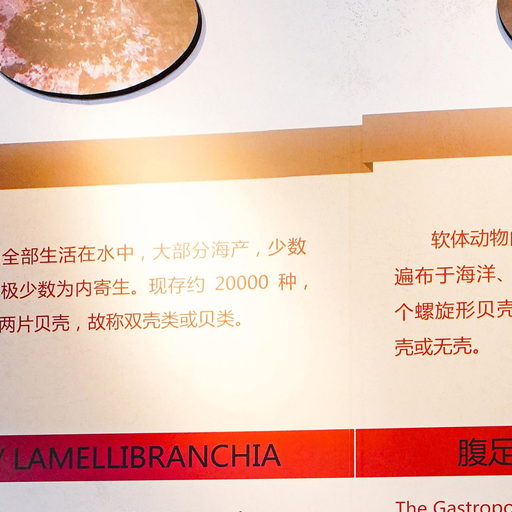 全部生活在水中，大部分海产，少数
极少数为内寄生。现存约 20000 种，
两片贝壳，故称双壳类或贝类。
LAMELLIBRANCHIA
软体动物
遍布于海洋、
个螺旋形贝壳
壳或无壳。
腹足
The Gastropo